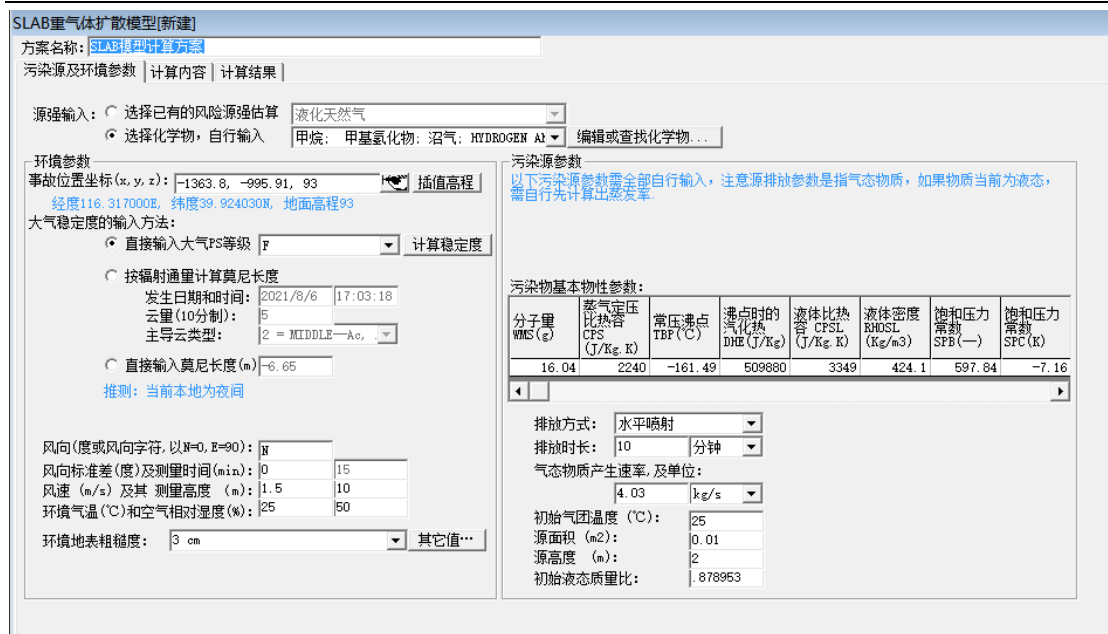 SLAB重气体扩散模型[新建]
方案名称: SLAB模型计算方案
污染源及环境参数 计算内容 计算结果
源强输入: 选择已有的风险源强估算 液化天然气
选择化学物，自行输入 甲烷; 甲基氢化物; 沼气; HYDROGEN 编辑或查找化学物...
环境参数
事故位置坐标(x,y,z): -1363.8, -995.91, 93 插值高程
经度116.317000E, 纬度39.924030N, 地面高程93
大气稳定度的输入方法:
直接输入大气PS等级 F 计算稳定度
按辐射通量计算莫尼长度
发生日期和时间: 2021/8/6 17:03:18
云量(10分制): 5
主导云类型: 2 = MIDDLE—Ac, .
直接输入莫尼长度(m) -6.65
推测: 当前本地为夜间
风向(度或风向字符,以N=0,E=90): N
风向标准差(度)及测量时间(min): 0 15
风速 (m/s) 及其 测量高度 (m): 1.5 10
环境气温(℃)和空气相对湿度(%): 25 50
环境地表粗糙度: 3 cm 其它值…
污染源参数
以下污染源参数需全部自行输入，注意源排放参数是指气态物质，如果物质当前为液态，
需自行先计算出蒸发率.
污染物基本物性参数:
分子量 WMS(g) 蒸气定压比热容 CPS (J/Kg.K) 常压沸点 TBP(℃) 沸点时的汽化热 DHE(J/Kg) 液体比热容 CPSL (J/Kg.K) 液体密度 RHOSL (Kg/m3) 饱和压力常数 SPB(—) 饱和压力常数 SPC(K)
16.04 2240 -161.49 509880 3349 424.1 597.84 -7.16
排放方式: 水平喷射
排放时长: 10 分钟
气态物质产生速率,及单位:
4.03 kg/s
初始气团温度 (℃): 25
源面积 (m2): 0.01
源高度 (m): 2
初始液态质量比: .878953